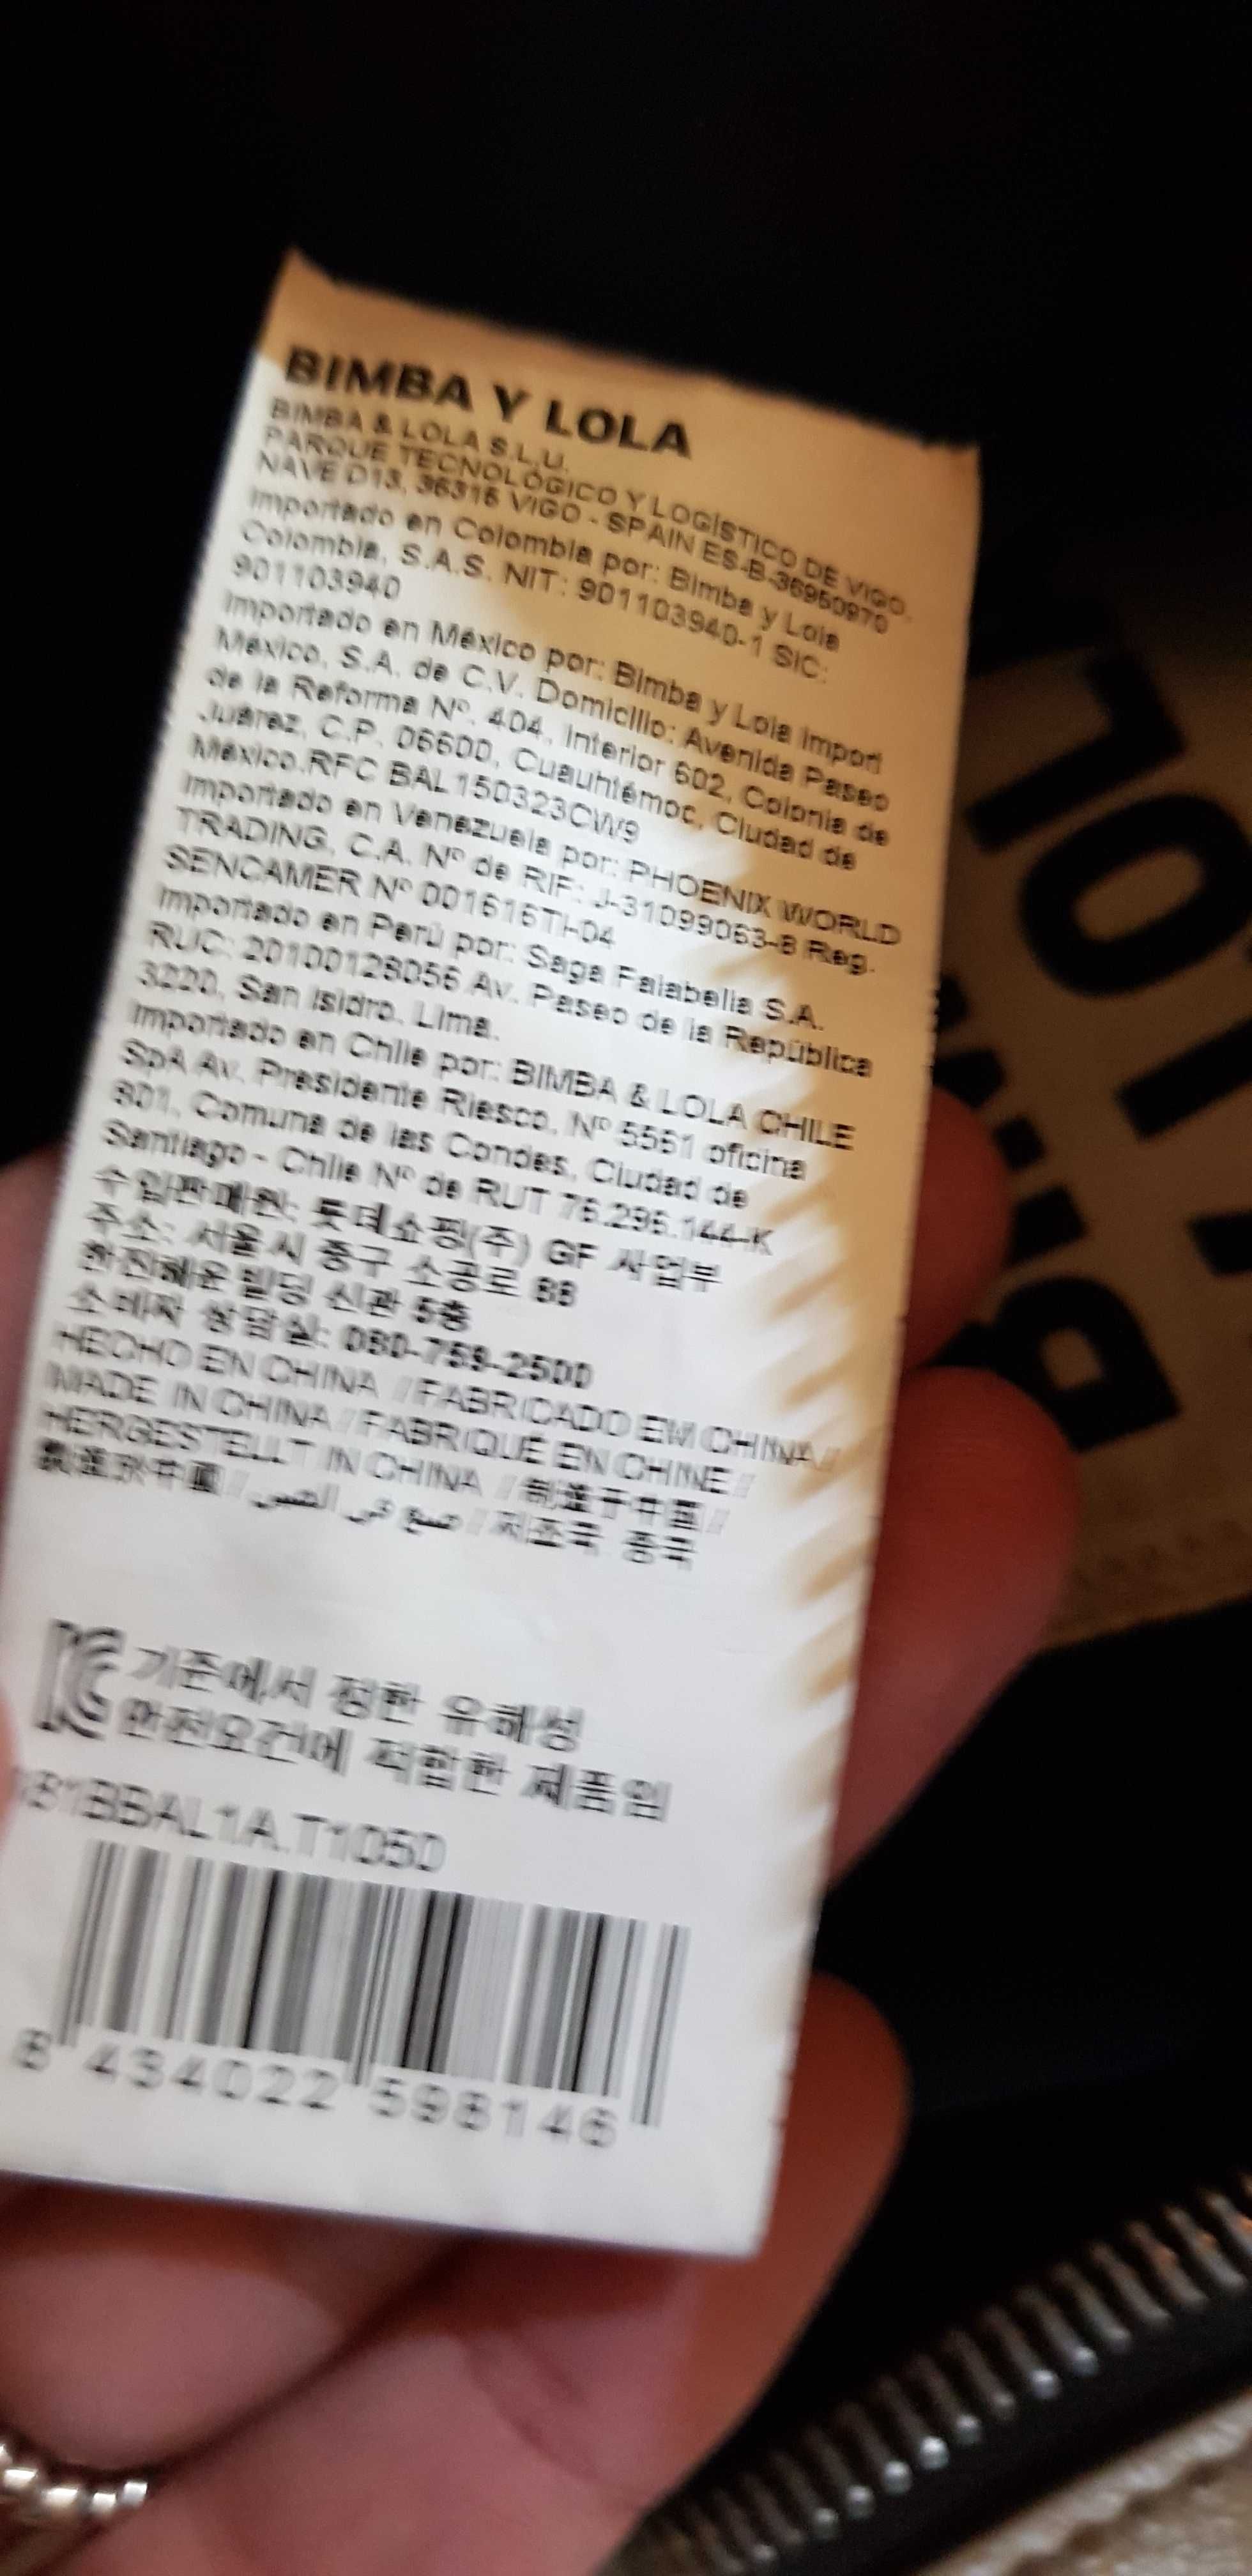 BIMBA Y LOLA
BIMBA & LOLA S.L.U.
PARQUE TECNOLÓGICO Y LOGÍSTICO DE VIGO.
NAVE D13, 36315 VIGO - SPAIN ES-B-36950970
Importado en Colombia por: Bimba y Lola
Colombia, S.A.S. NIT: 901103940-1 SIC:
901103940
Importado en México por: Bimba y Lola Import
México, S.A. de C.V. Domicilio: Avenida Paseo
de la Reforma Nº. 404, Interior 602, Colonia de
Juárez, C.P. 06600, Cuauhtémoc, Ciudad de
México.RFC BAL150323CW9
Importado en Venezuela por: PHOENIX WORLD
TRADING, C.A. Nº de RIF: J-31099063-8 Reg.
SENCAMER Nº 001616TI-04
Importado en Perú por: Saga Falabella S.A.
RUC: 20100128056 Av. Paseo de la República
3220, San Isidro, Lima.
Importado en Chile por: BIMBA & LOLA CHILE
SpA Av. Presidente Riesco, Nº 5561 oficina
801, Comuna de las Condes, Ciudad de
Santiago - Chile Nº de RUT 76.296.144-K
수입판매원: 롯데쇼핑(주) GF 사업부
주소: 서울시 중구 소공로 88
한진해운빌딩 신관 5층
소비자 상담실: 080-759-2500
HECHO EN CHINA // FABRICADO EM CHINA //
MADE IN CHINA // FABRIQUÉ EN CHINE //
HERGESTELLT IN CHINA // 制造于中国 //
製造於中國 // صنع في الصين // 제조국 중국
기준에서 정한 유해성
안전요건에 적합한 제품임
181BBAL1A.T1050
8 434022 598146